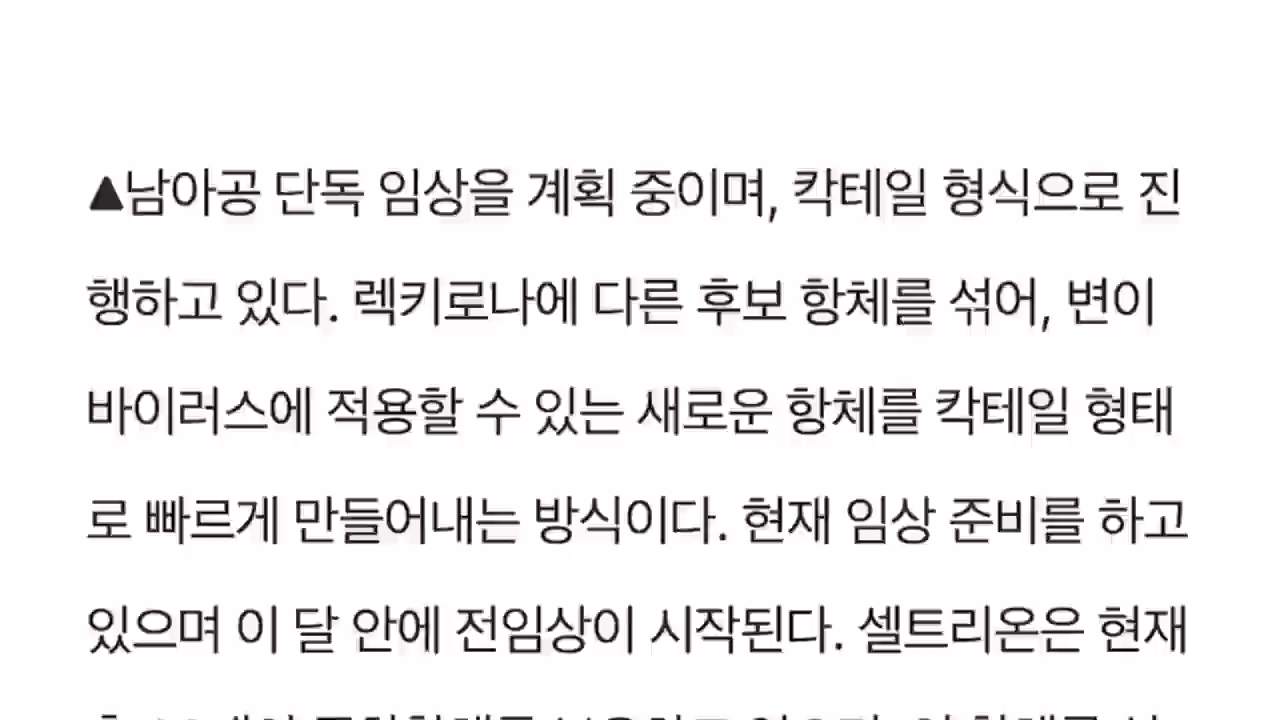 ▲남아공 단독 임상을 계획 중이며, 칵테일 형식으로 진
행하고 있다. 렉키로나에 다른 후보 항체를 섞어, 변이
바이러스에 적용할 수 있는 새로운 항체를 칵테일 형태
로 빠르게 만들어내는 방식이다. 현재 임상 준비를 하고
있으며 이 달 안에 전임상이 시작된다. 셀트리온은 현재